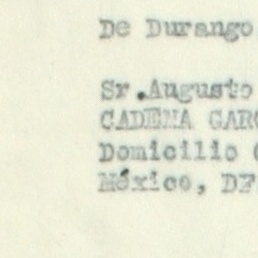 De Durango
Sr.Augusto
CADENA GARC
Domicilio C
México, DF